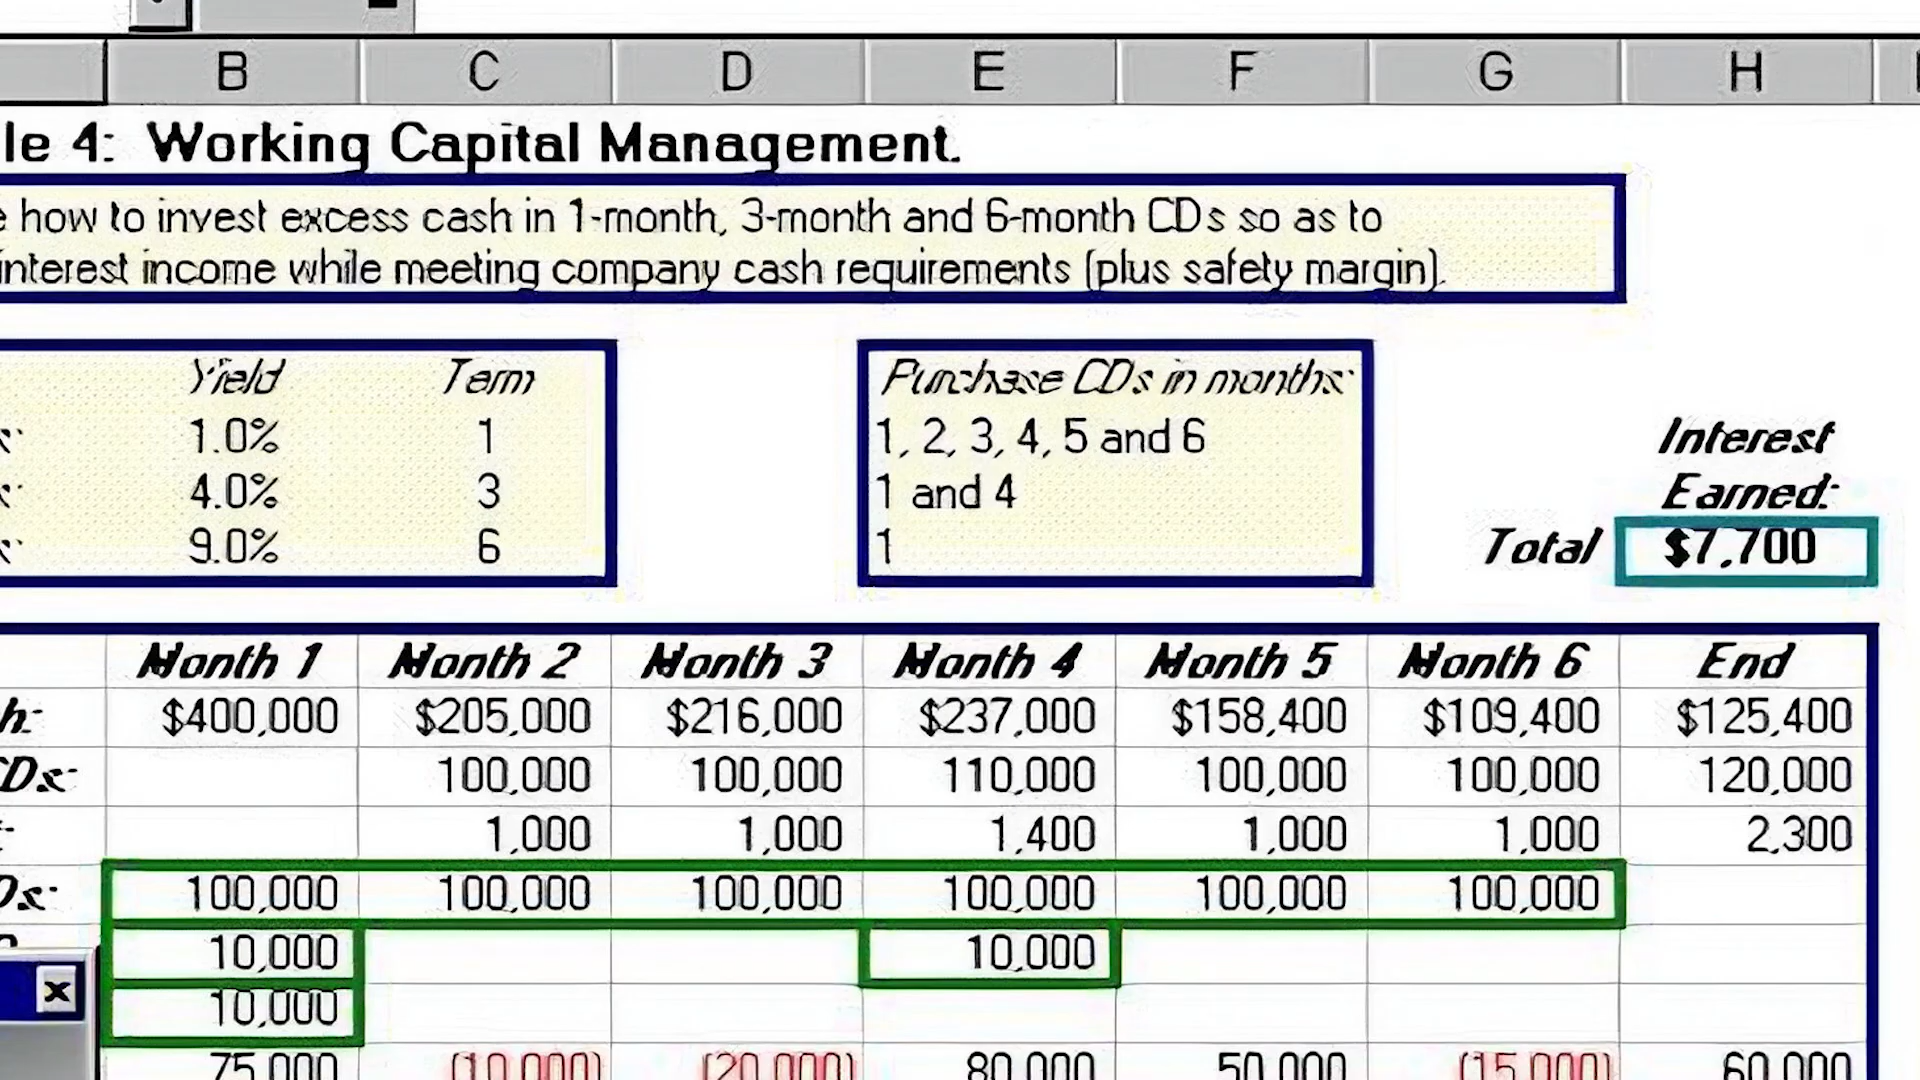 B C D E F G H
le 4: Working Capital Management.
e how to invest excess cash in 1-month, 3-month and 6-month CDs so as to
interest income while meeting company cash requirements (plus safety margin).
Yield Term Purchase CDs in months:
1.0% 1 1, 2, 3, 4, 5 and 6 Interest
4.0% 3 1 and 4 Earned:
9.0% 6 1 Total $7,700
Month 1 Month 2 Month 3 Month 4 Month 5 Month 6 End
h: $400,000 $205,000 $216,000 $237,000 $158,400 $109,400 $125,400
CDs: 100,000 100,000 110,000 100,000 100,000 120,000
1,000 1,000 1,400 1,000 1,000 2,300
Ds: 100,000 100,000 100,000 100,000 100,000 100,000
10,000 10,000
10,000
75,000 (10,000) (20,000) 80,000 50,000 (15,000) 60,000